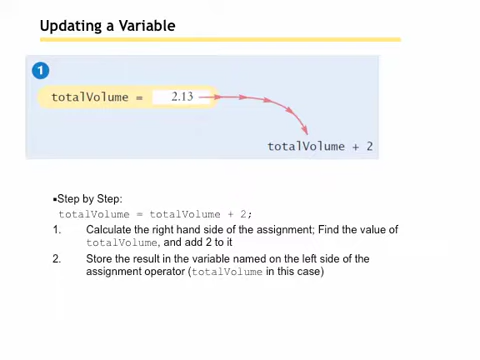 Updating a Variable
1
totalVolume = 2.13
totalVolume + 2
▪Step by Step:
totalVolume = totalVolume + 2;
1. Calculate the right hand side of the assignment; Find the value of
totalVolume, and add 2 to it
2. Store the result in the variable named on the left side of the
assignment operator (totalVolume in this case)